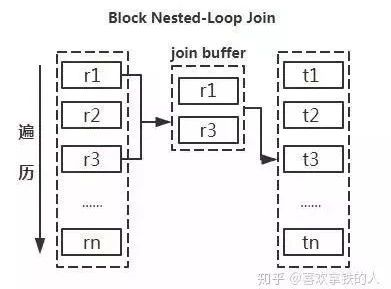 Block Nested-Loop Join
join buffer
遍
历
r1
r2
r3
......
rn
r1
r3
t1
t2
t3
......
tn
知乎 @喜欢拿铁的人